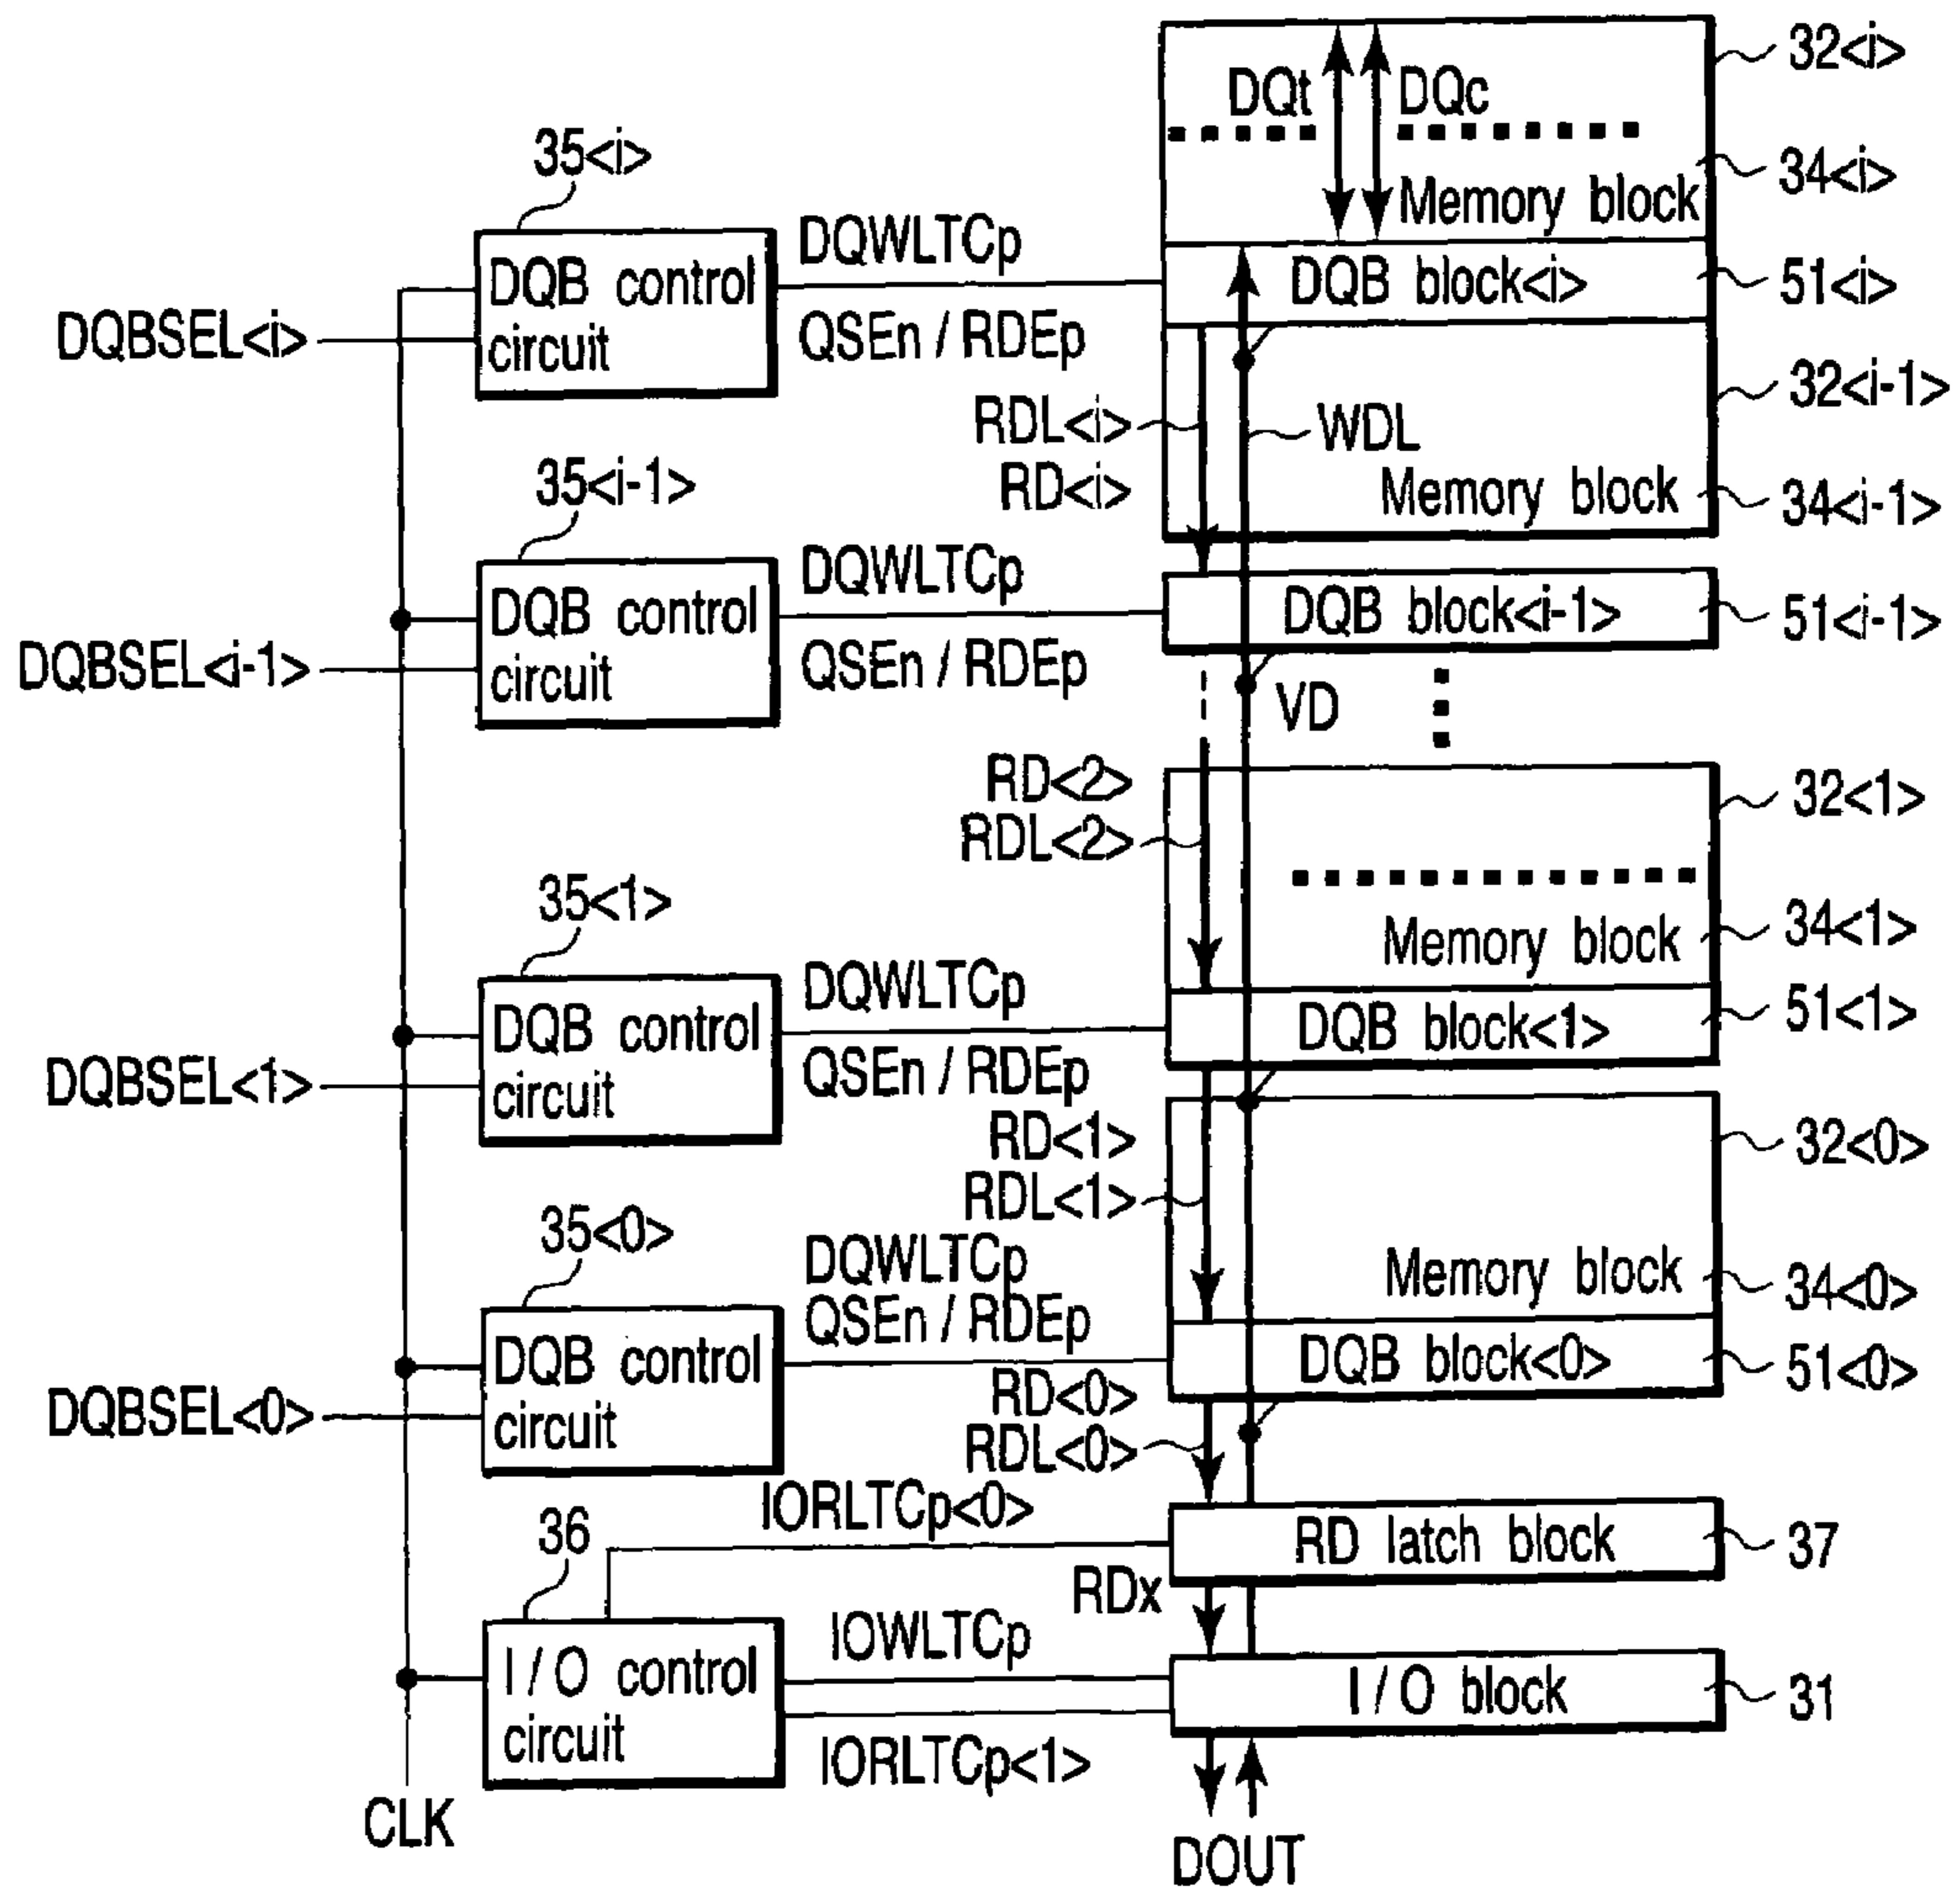 32<i>
DQt
DQc
35<i>
34<i>
Memory block
DQWLTCp
DQB control
circuit
DQB block<i>
51<i>
DQBSEL<i>
QSEn / RDEp
32<i-1>
RDL<i>
WDL
35<i-1>
RD<i>
Memory block
34<i-1>
DQWLTCp
DQB control
circuit
DQB block<i-1>
51<i-1>
DQBSEL<i-1>
QSEn / RDEp
VD
RD<2>
32<1>
RDL<2>
35<1>
34<1>
Memory block
DQWLTCp
DQB control
circuit
DQB block<1>
51<1>
DQBSEL<1>
QSEn / RDEp
RD<1>
32<0>
RDL<1>
35<0>
DQWLTCp
Memory block
34<0>
QSEn / RDEp
DQB control
circuit
DQB block<0>
51<0>
RD<0>
DQBSEL<0>
RDL<0>
IORLTCp<0>
36
RD latch block
37
RDx
IOWLTCp
I/O control
circuit
I/O block
31
IORLTCp<1>
CLK
DOUT